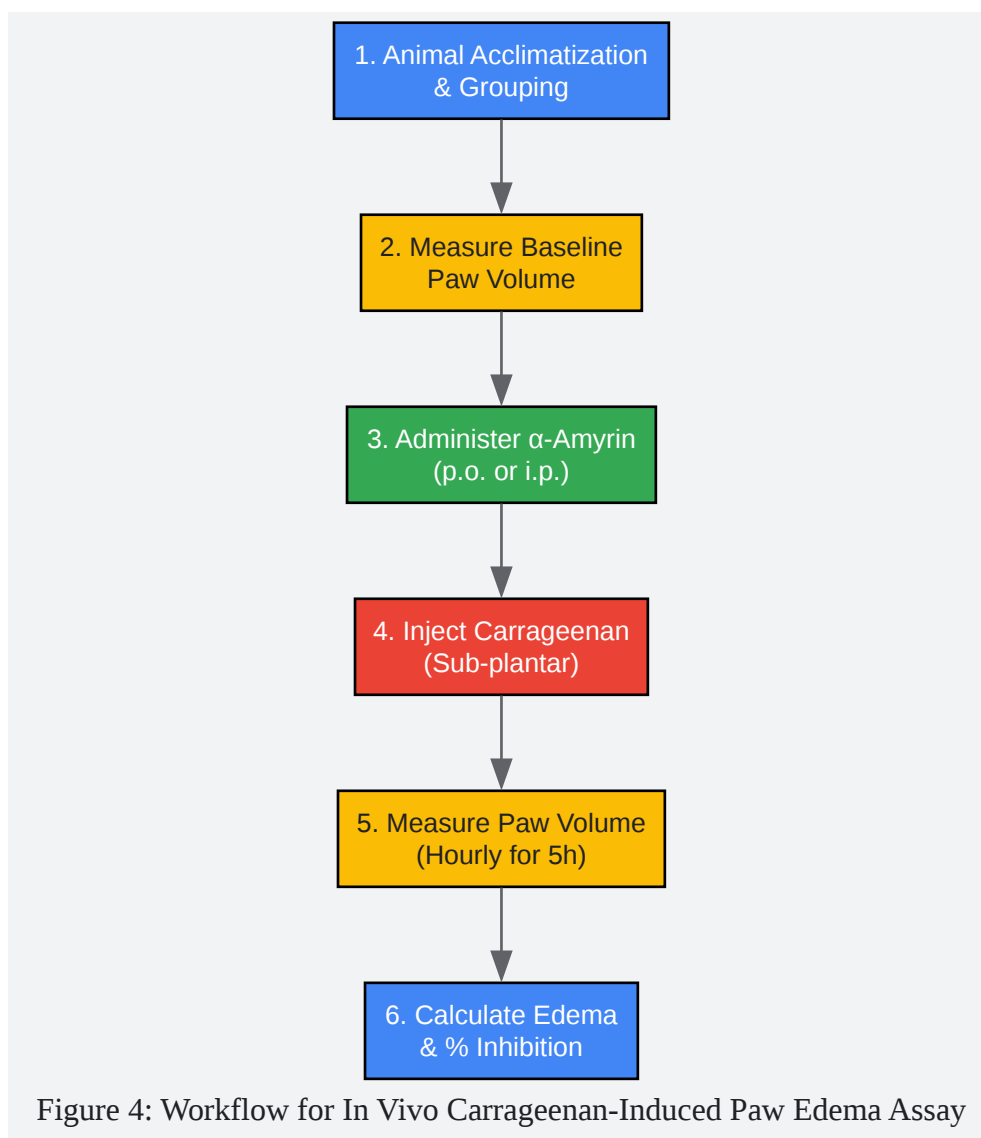 1. Animal Acclimatization
& Grouping
2. Measure Baseline
Paw Volume
3. Administer α-Amyrin
(p.o. or i.p.)
4. Inject Carrageenan
(Sub-plantar)
5. Measure Paw Volume
(Hourly for 5h)
6. Calculate Edema
& % Inhibition
Figure 4: Workflow for In Vivo Carrageenan-Induced Paw Edema Assay